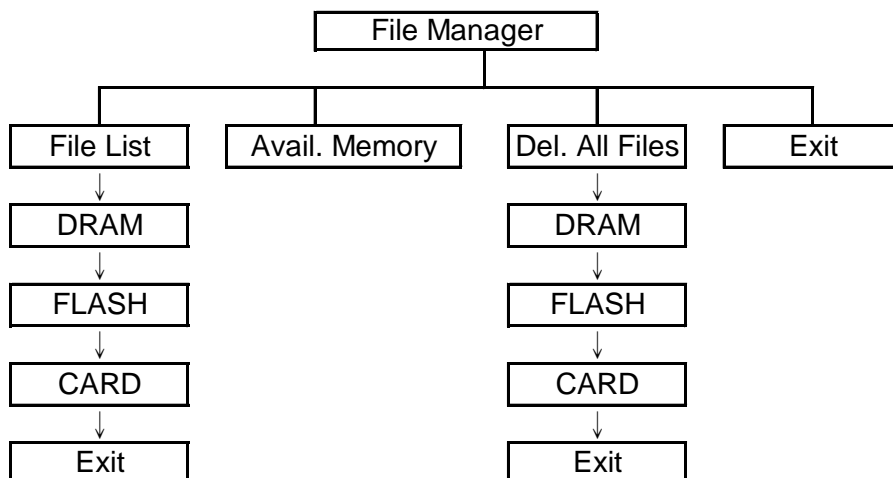 File Manager
File List
Avail. Memory
Del. All Files
Exit
DRAM
DRAM
FLASH
FLASH
CARD
CARD
Exit
Exit